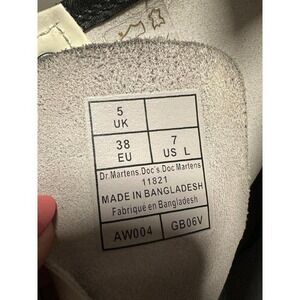 5
UK
38
EU
7
US L
Dr.Martens.Doc's.Doc Martens
11821
MADE IN BANGLADESH
Fabriqué en Bangladesh
AW004
GB06V